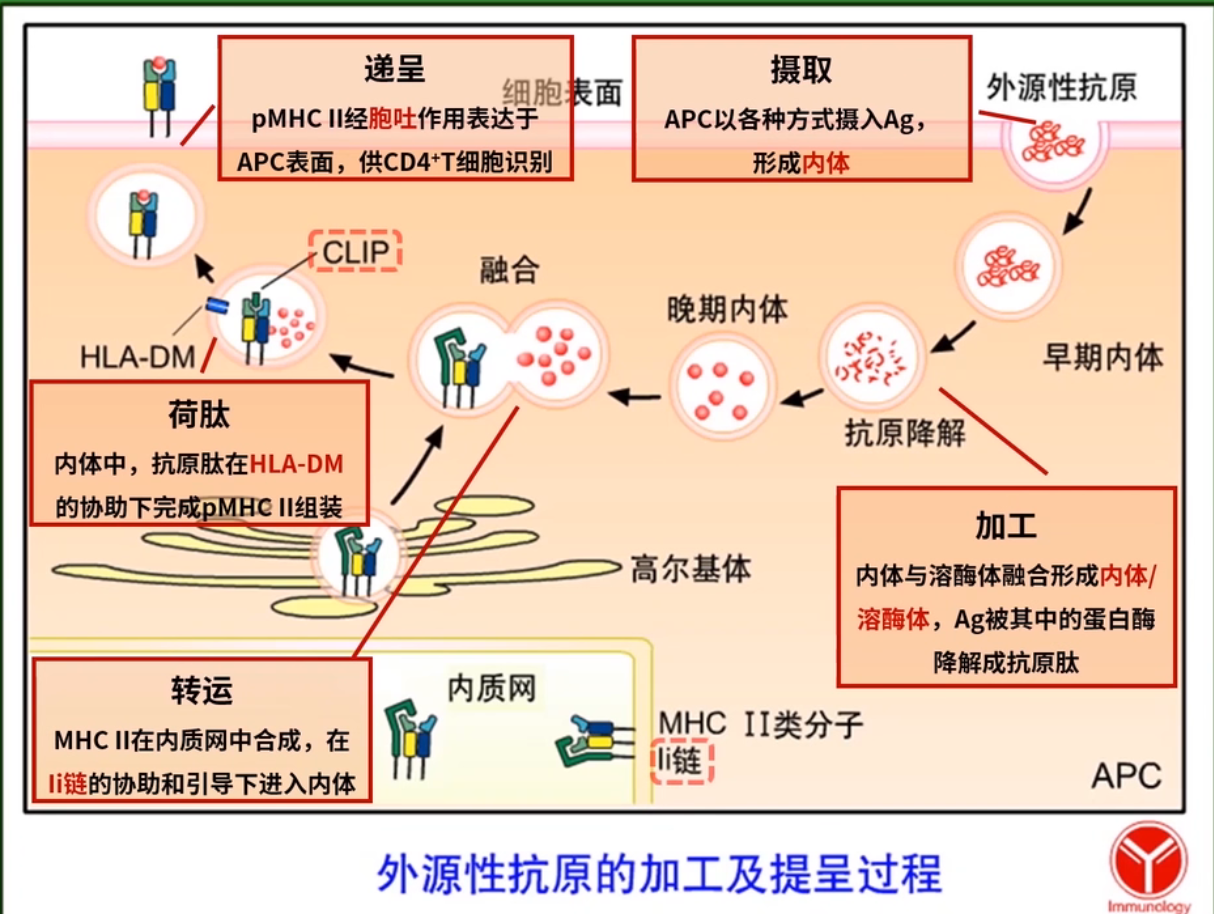 递呈
pMHC II经胞吐作用表达于
APC表面，供CD4⁺T细胞识别
细胞表面
摄取
APC以各种方式摄入Ag，
形成内体
外源性抗原
CLIP
融合
晚期内体
HLA-DM
早期内体
荷肽
内体中，抗原肽在HLA-DM
的协助下完成pMHC II组装
抗原降解
加工
内体与溶酶体融合形成内体/
溶酶体，Ag被其中的蛋白酶
降解成抗原肽
高尔基体
转运
MHC II在内质网中合成，在
Ii链的协助和引导下进入内体
内质网
MHC II类分子
Ii链
APC
外源性抗原的加工及提呈过程
Immunology